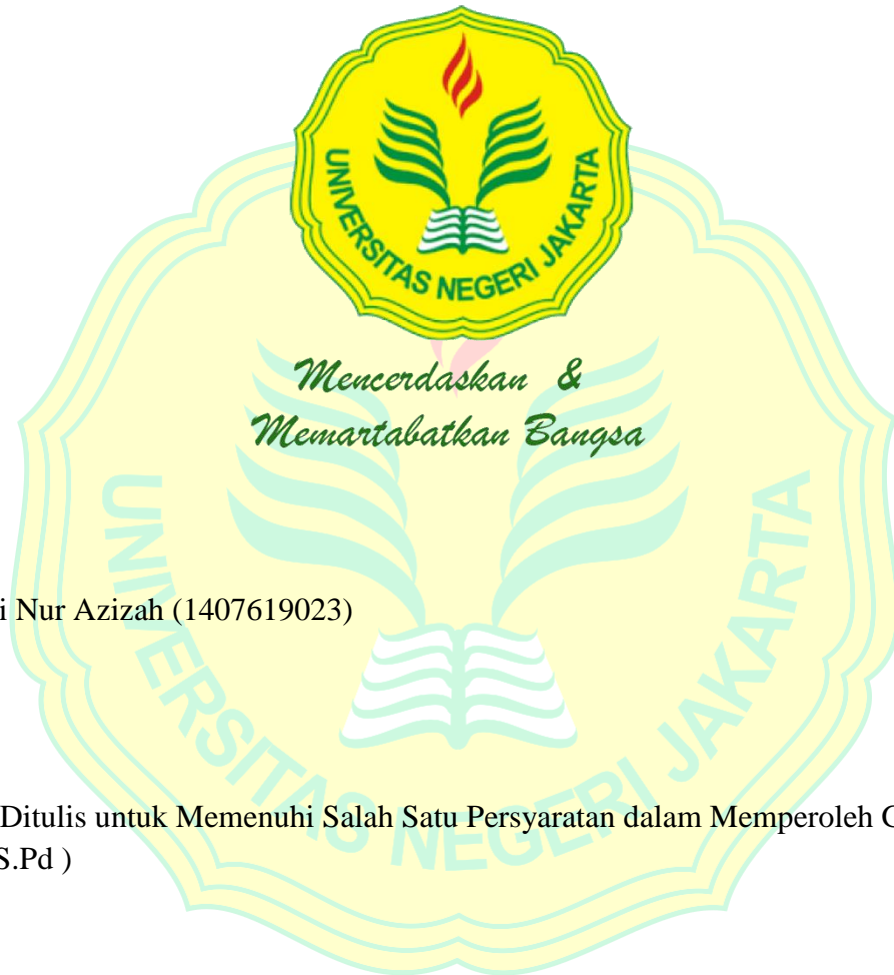 UNIVERSITAS NEGERI JAKARTA
Mencerdaskan &
Memartabatkan Bangsa
i Nur Azizah (1407619023)
Ditulis untuk Memenuhi Salah Satu Persyaratan dalam Memperoleh
S.Pd )
UNIVERSITAS NEGERI JAKARTA